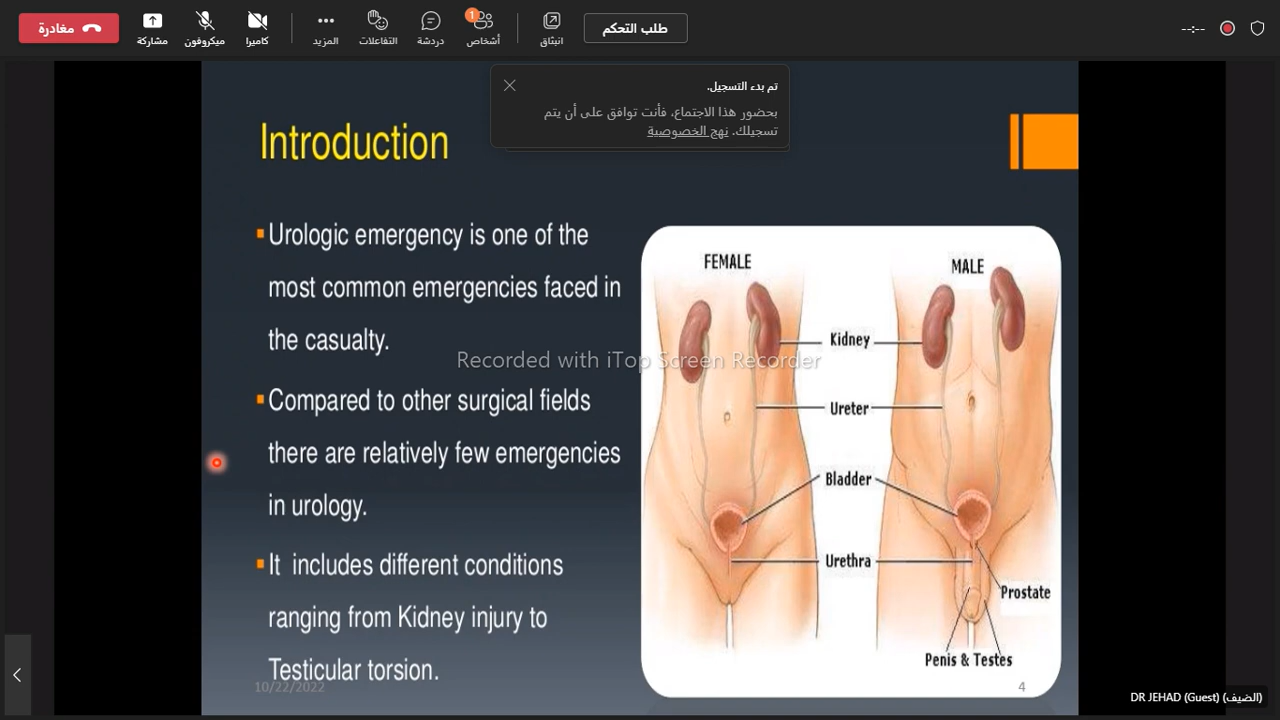 مغادرة
مشاركة
ميكروفون
كاميرا
المزيد
التفاعلات
دردشة
1
أشخاص
انبثاق
طلب التحكم
--:--
تم بدء التسجيل.
بحضور هذا الاجتماع، فأنت توافق على أن يتم
تسجيلك. نهج الخصوصية
Introduction
Urologic emergency is one of the
most common emergencies faced in
the casualty.
Compared to other surgical fields
there are relatively few emergencies
in urology.
It includes different conditions
ranging from Kidney injury to
Testicular torsion.
FEMALE
MALE
Kidney
Ureter
Bladder
Urethra
Prostate
Penis & Testes
Recorded with iTop Screen Recorder
10/22/2022
4
DR JEHAD (Guest) (الضيف)